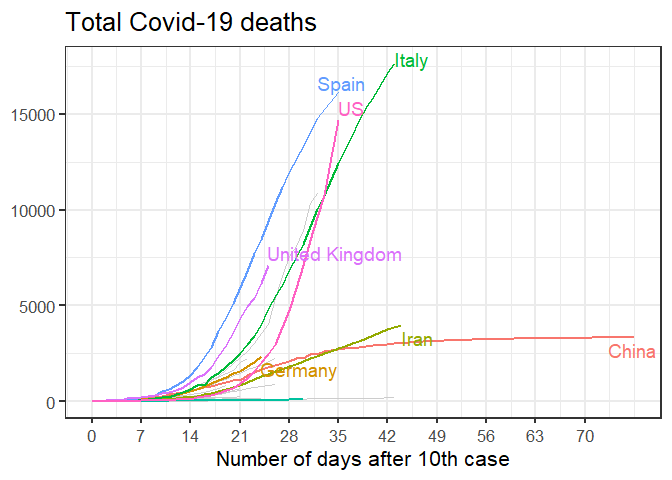 Total Covid-19 deaths
Italy
Spain
US
15000
10000
United Kingdom
5000
Iran
China
Germany
0
0 7 14 21 28 35 42 49 56 63 70
Number of days after 10th case